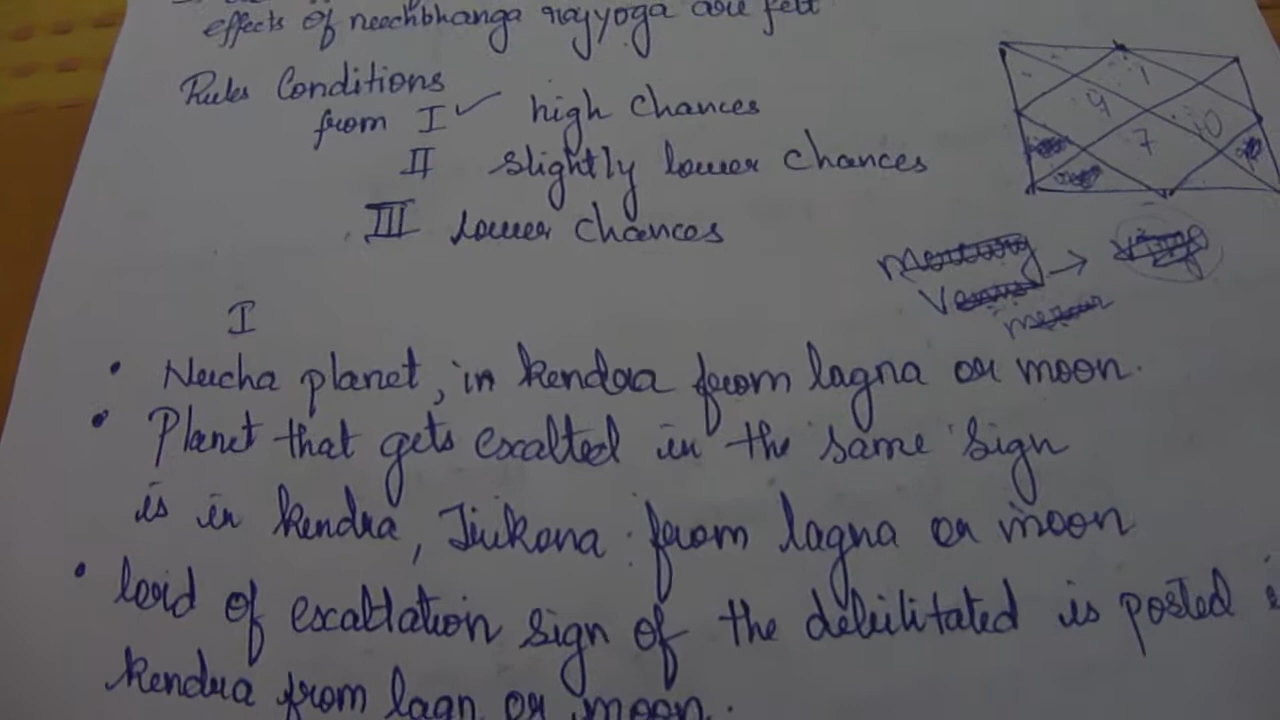 effects of neechbhanga rajyoga are felt
Rules Conditions
from I ✓ high chances
II slightly lower chances
III lower chances
1
9
10
7
Venus →
I
• Neecha planet, in kendra from lagna or moon.
• Planet that gets exalted in the same sign
is in kendra, Trikona from lagna or moon
• lord of exaltation sign of the debilitated is posted
kendra from lagn or moon.